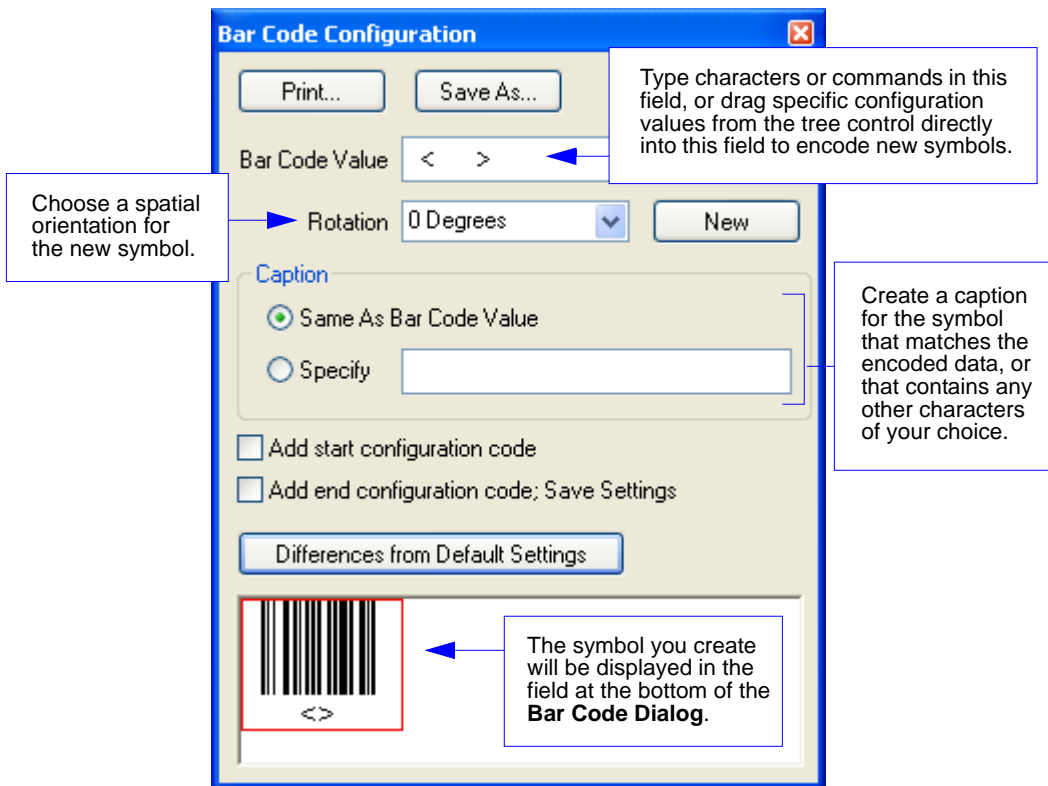 Bar Code Configuration
Print...
Save As...
Type characters or commands in this
field, or drag specific configuration
values from the tree control directly
into this field to encode new symbols.
Bar Code Value
< >
Choose a spatial
orientation for
the new symbol.
Rotation
0 Degrees
New
Caption
Same As Bar Code Value
Specify
Create a caption
for the symbol
that matches the
encoded data, or
that contains any
other characters
of your choice.
Add start configuration code
Add end configuration code; Save Settings
Differences from Default Settings
<>
The symbol you create
will be displayed in the
field at the bottom of the
Bar Code Dialog.